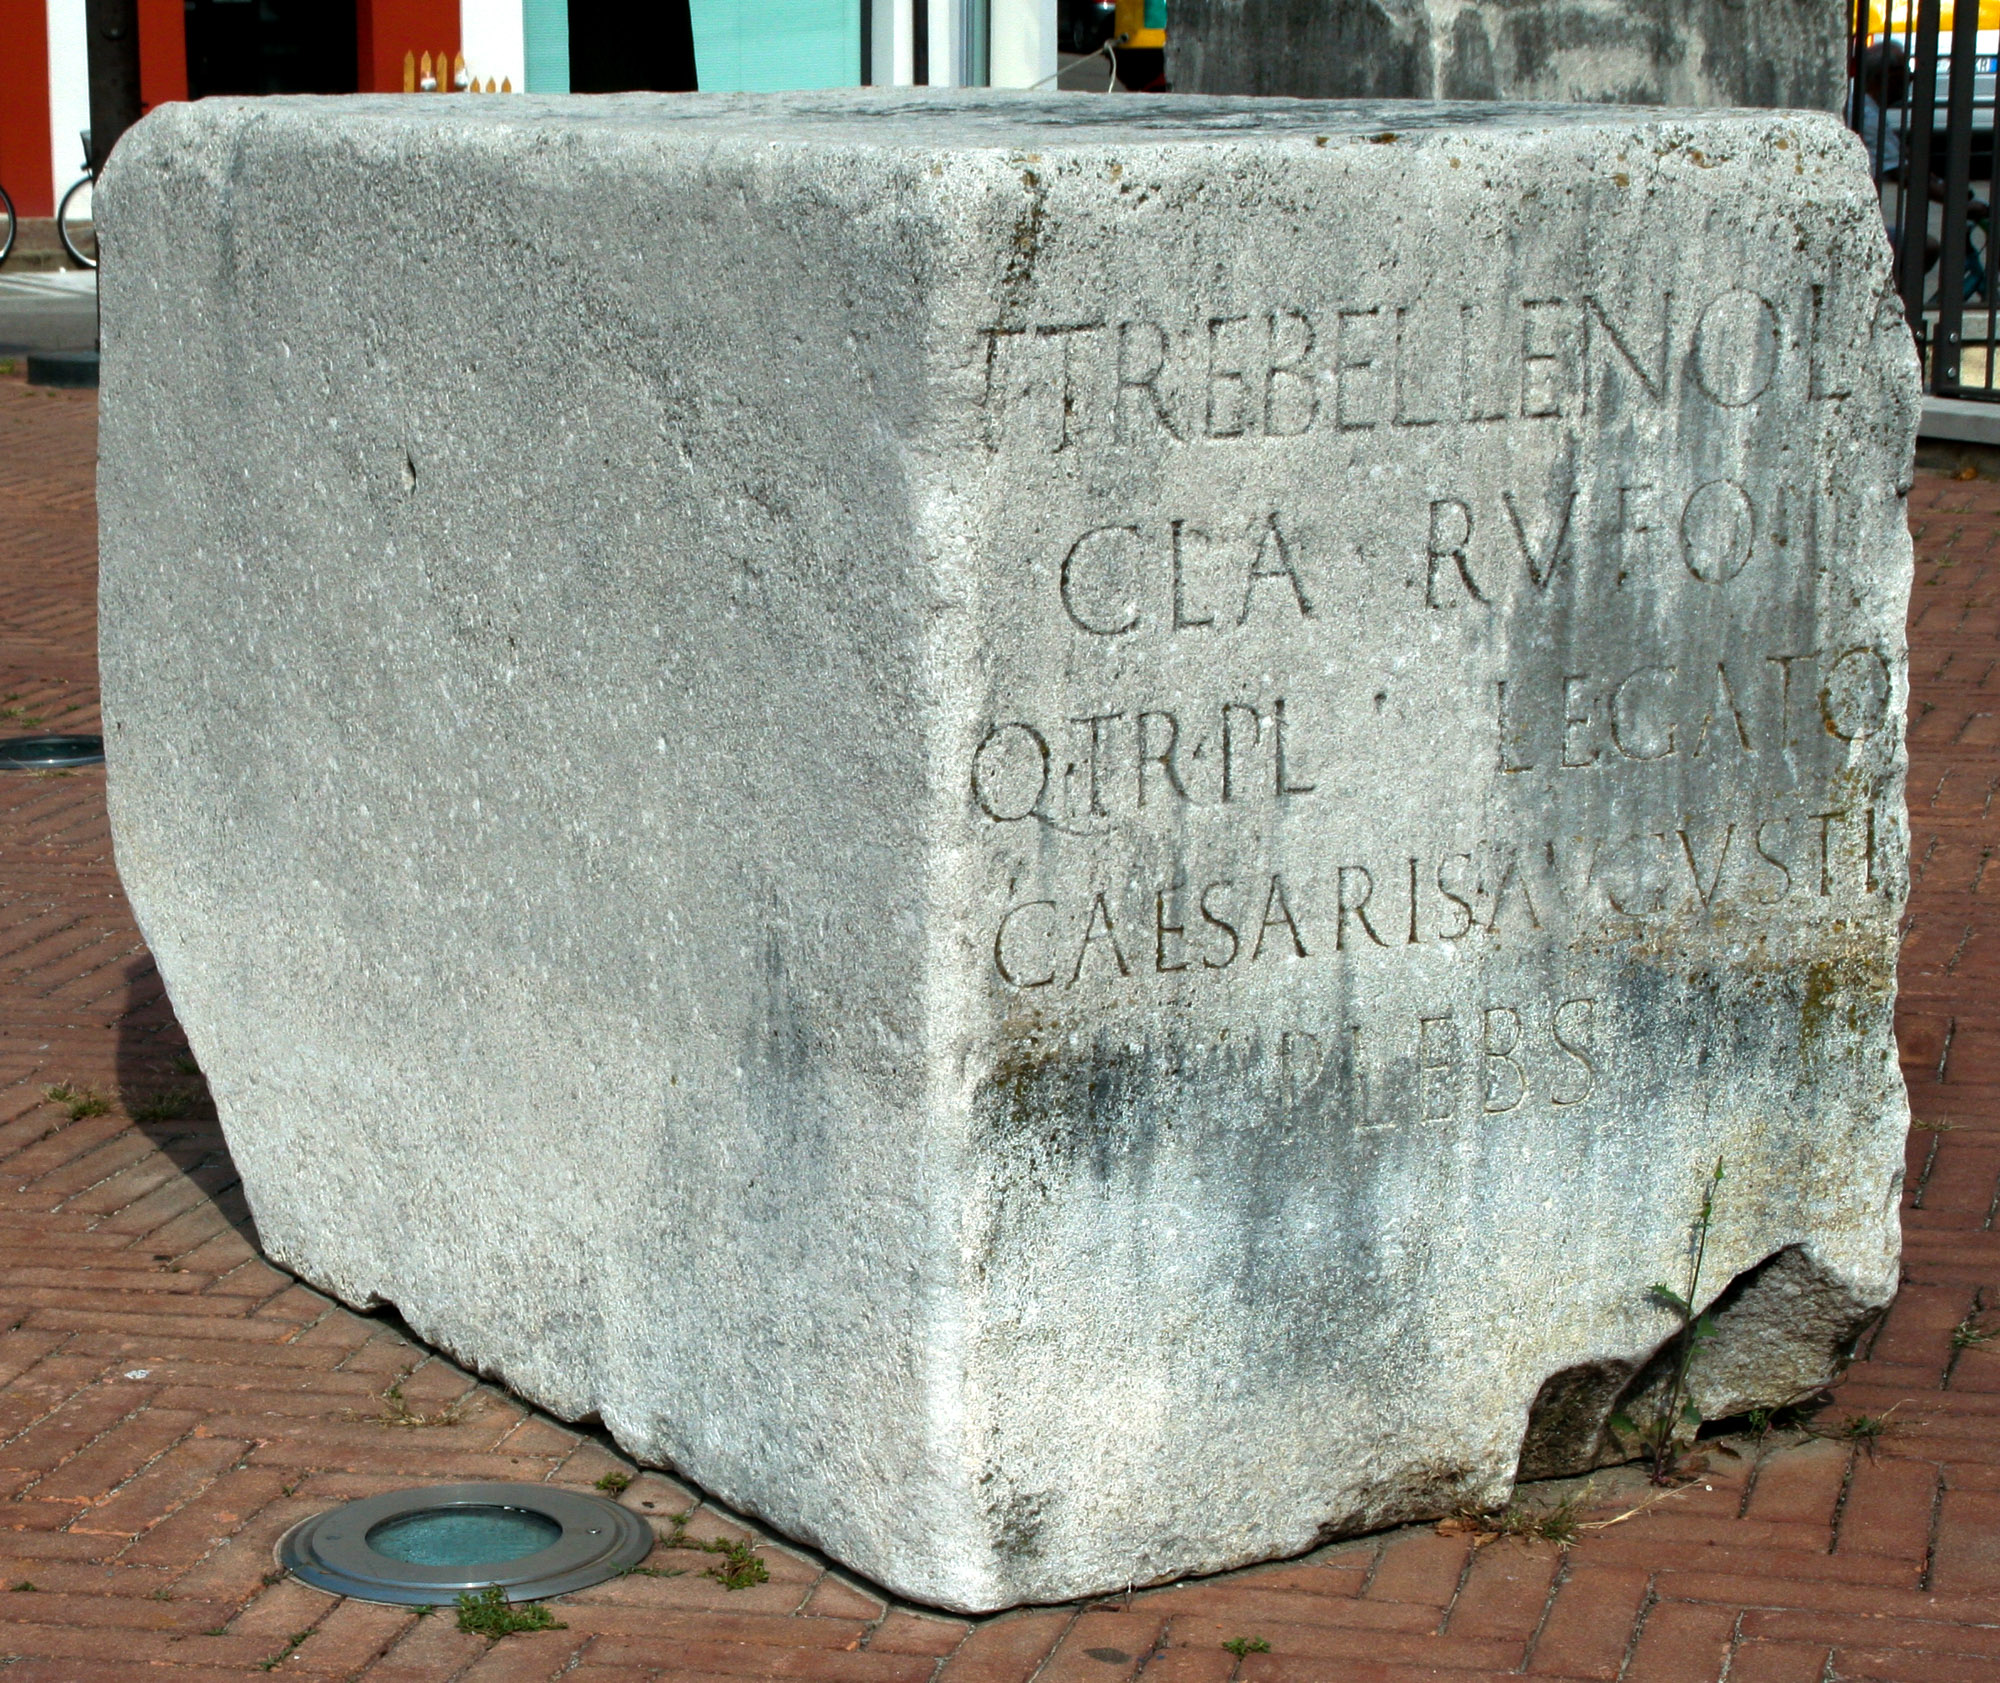 T·TREBELLENO L
CLA · RVFO
Q·TR·PL · LEGATO
CAESARIS AVGVSTI
PLEBS